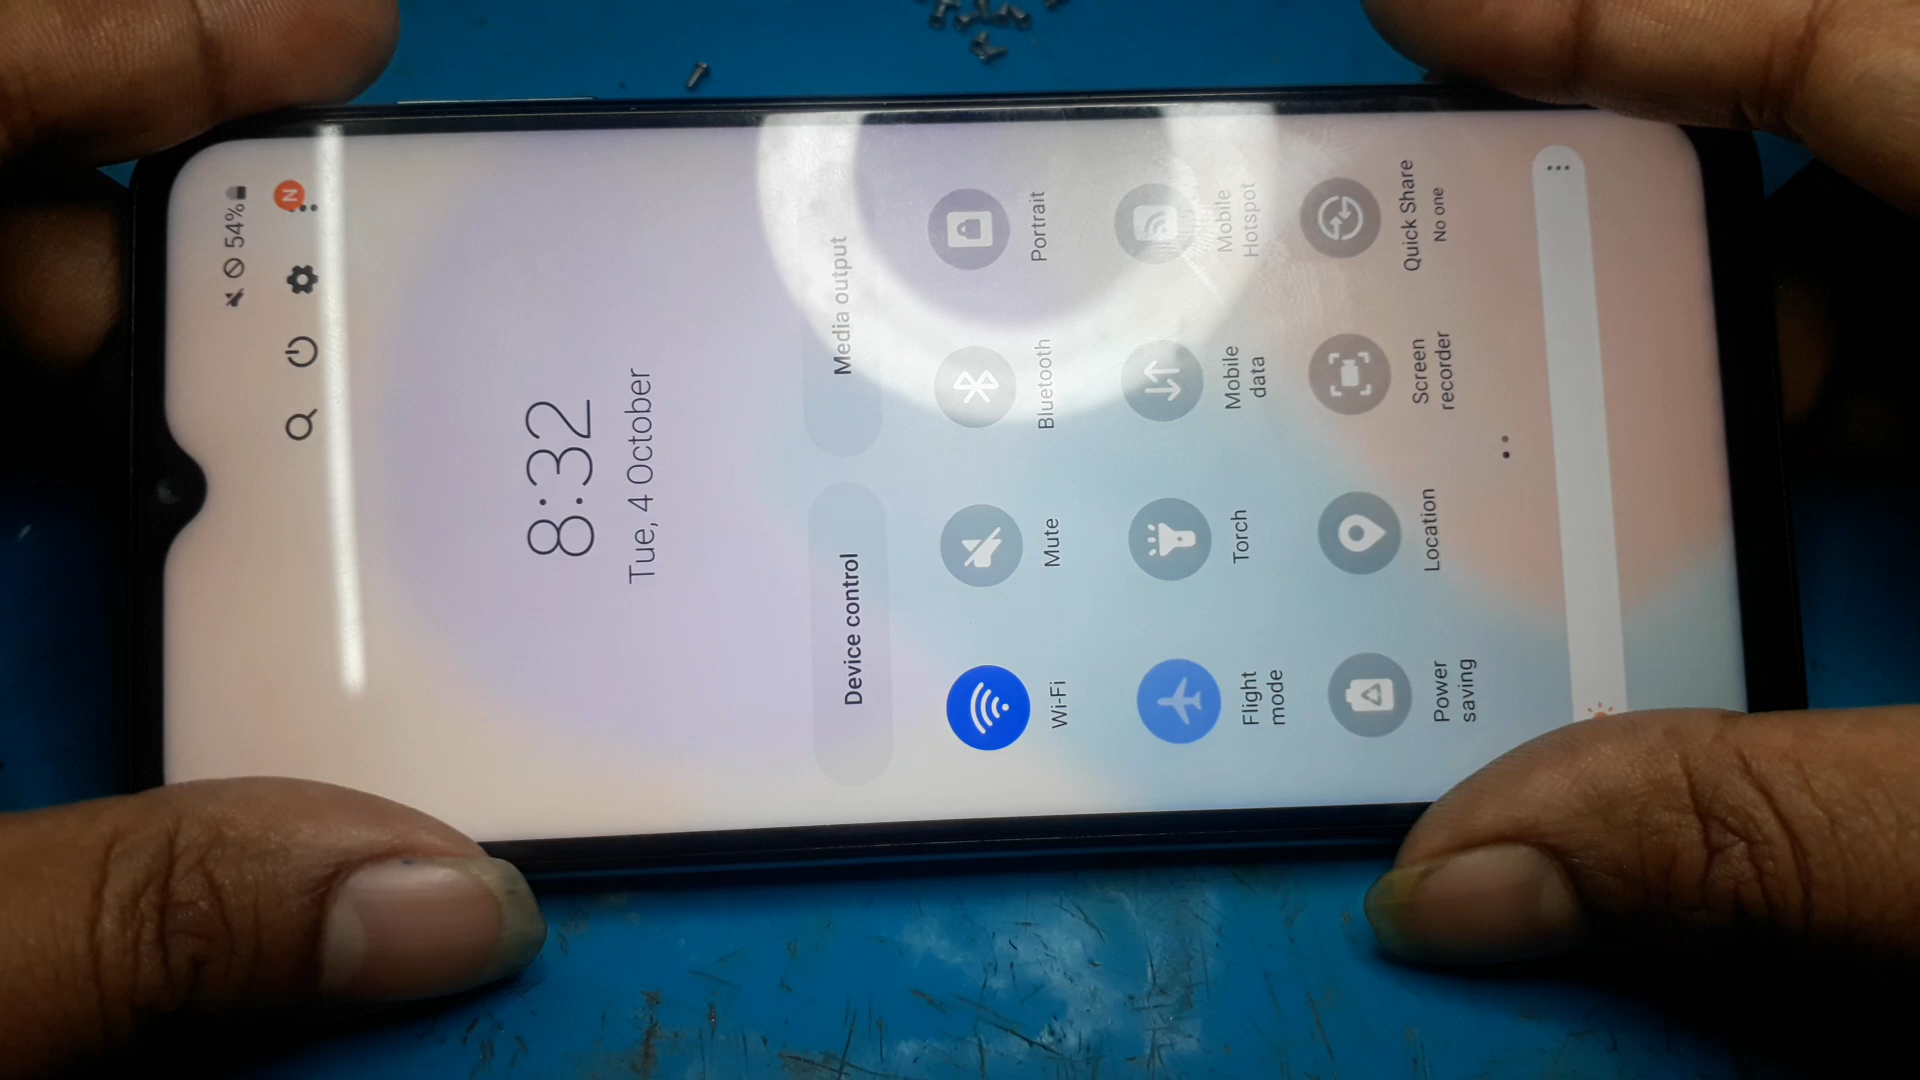 54%
N
8:32
Tue, 4 October
Device control
Media output
Wi-Fi
Mute
Bluetooth
Portrait
Flight
mode
Torch
Mobile
data
Mobile
Hotspot
Power
saving
Location
Screen
recorder
Quick Share
No one